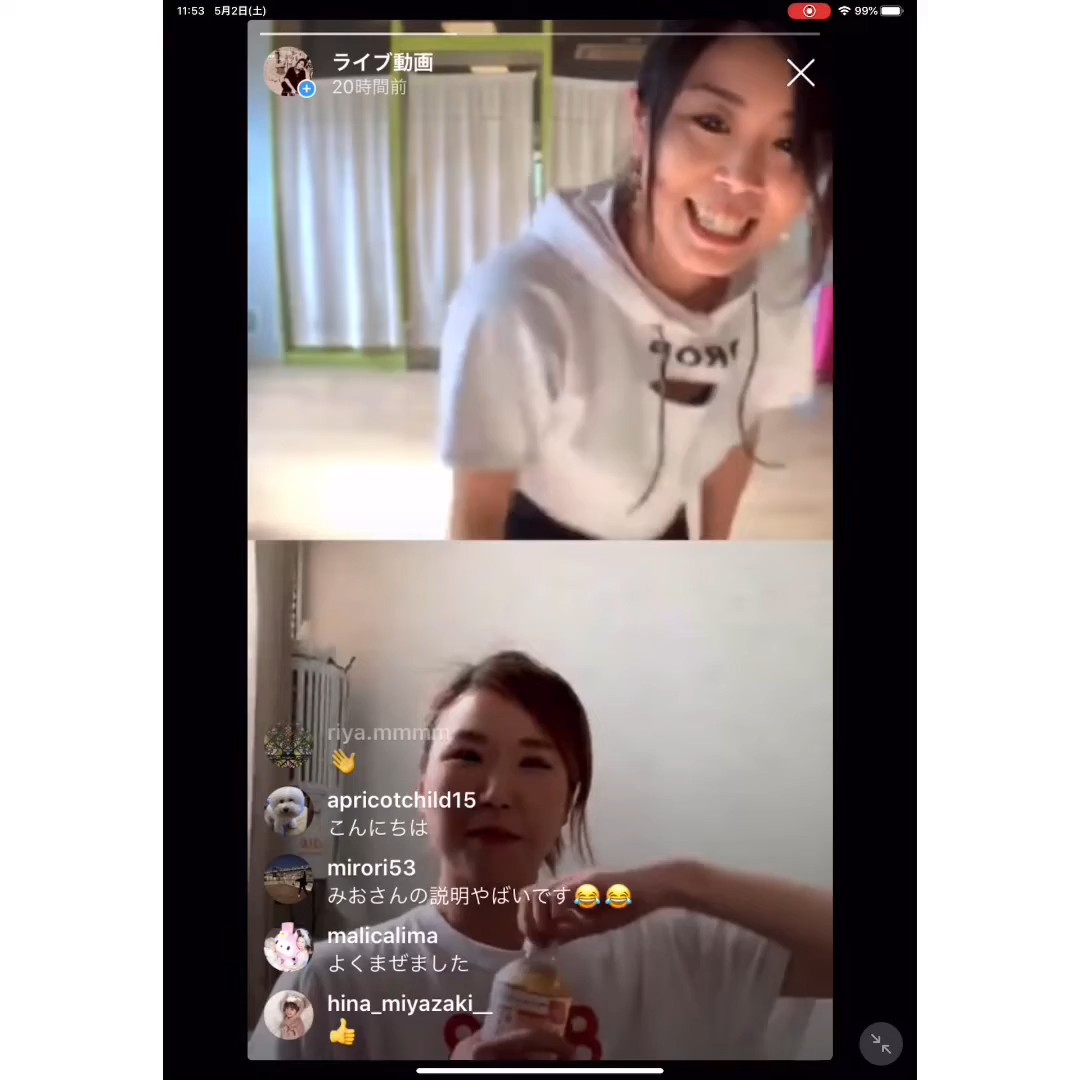 11:53 5月2日(土)
99%
ライブ動画
20時間前
riya.mmmm
👋
apricotchild15
こんにちは
mirori53
みおさんの説明やばいです😂😂
malicalima
よくまぜました
hina_miyazaki__
👍